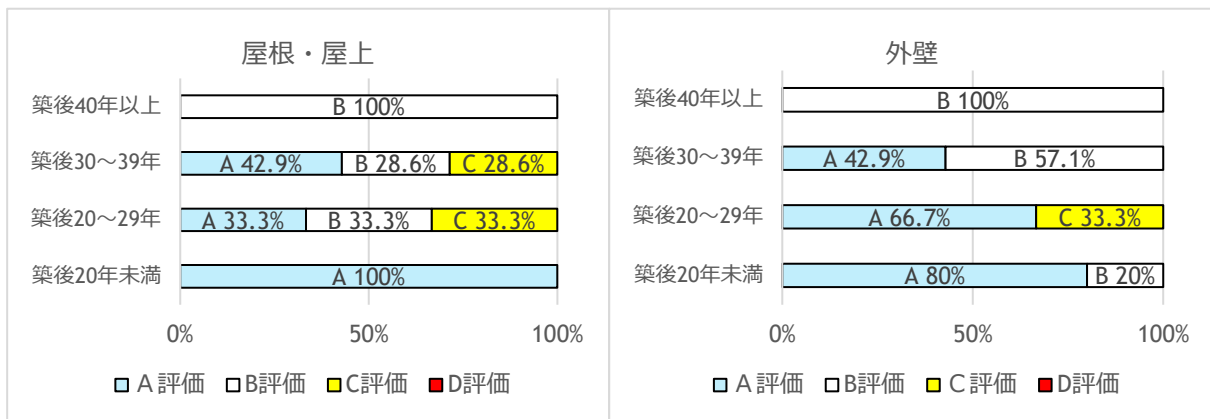 屋根・屋上
築後40年以上
B 100%
築後30～39年
A 42.9% B 28.6% C 28.6%
築後20～29年
A 33.3% B 33.3% C 33.3%
築後20年未満
A 100%
0% 50% 100%
A 評価 B評価 C評価 D評価
外壁
築後40年以上
B 100%
築後30～39年
A 42.9% B 57.1%
築後20～29年
A 66.7% C 33.3%
築後20年未満
A 80% B 20%
0% 50% 100%
A 評価 B評価 C 評価 D評価